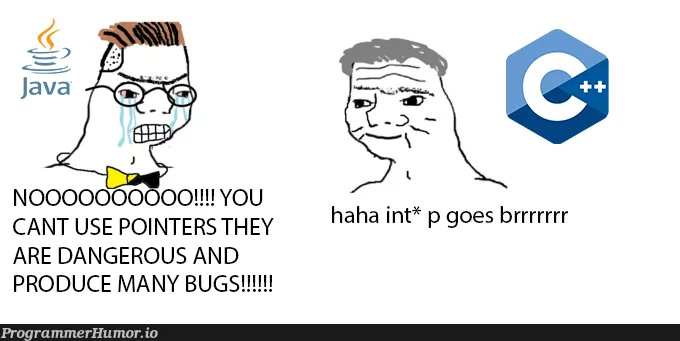 Java
C++
NOOOOOOOOOO!!!! YOU
CANT USE POINTERS THEY
ARE DANGEROUS AND
PRODUCE MANY BUGS!!!!!!
haha int* p goes brrrrrrr
ProgrammerHumor.io